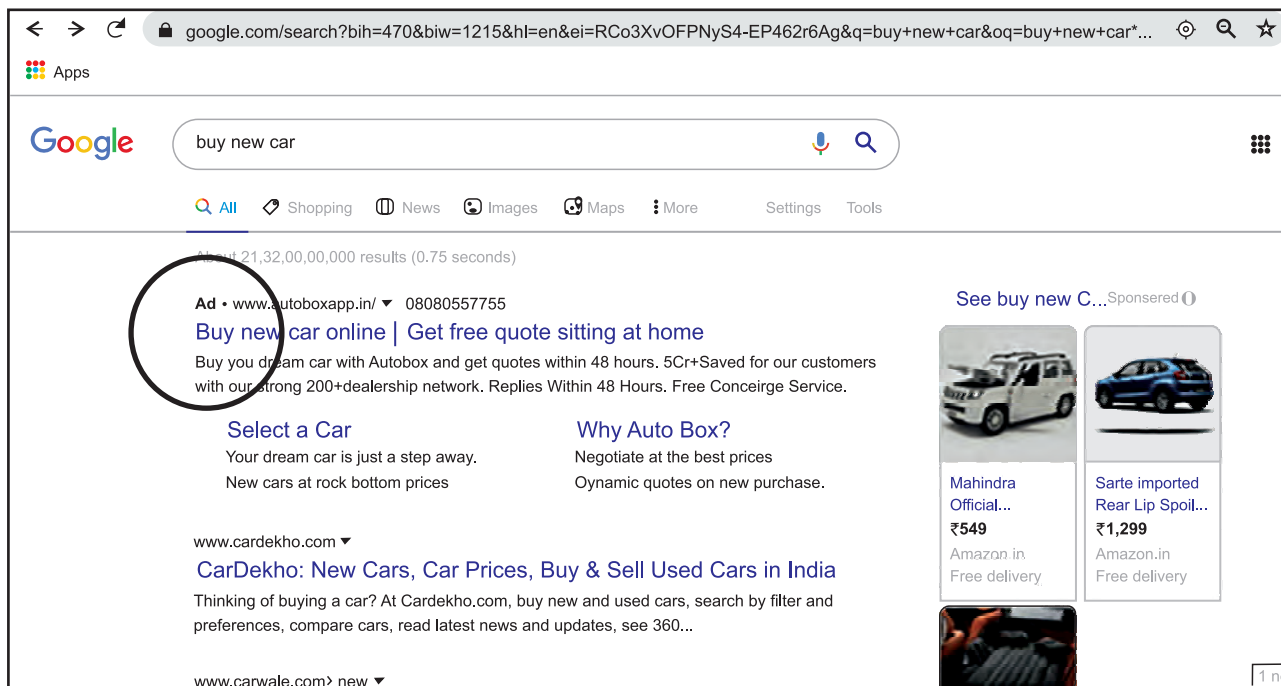 google.com/search?bih=470&biw=1215&hl=en&ei=RCo3XvOFPNyS4-EP462r6Ag&q=buy+new+car&oq=buy+new+car*...
Apps
Google
buy new car
All Shopping News Images Maps More Settings Tools
About 21,32,00,00,000 results (0.75 seconds)
Ad • www.autoboxapp.in/ 08080557755
Buy new car online | Get free quote sitting at home
Buy you dream car with Autobox and get quotes within 48 hours. 5Cr+Saved for our customers
with our strong 200+dealership network. Replies Within 48 Hours. Free Conceirge Service.
Select a Car
Your dream car is just a step away.
New cars at rock bottom prices
Why Auto Box?
Negotiate at the best prices
Oynamic quotes on new purchase.
www.cardekho.com
CarDekho: New Cars, Car Prices, Buy & Sell Used Cars in India
Thinking of buying a car? At Cardekho.com, buy new and used cars, search by filter and
preferences, compare cars, read latest news and updates, see 360...
www.carwale.com› new
See buy new C... Sponsered
Mahindra
Official...
₹549
Amazon.in
Free delivery
Sarte imported
Rear Lip Spoil...
₹1,299
Amazon.in
Free delivery